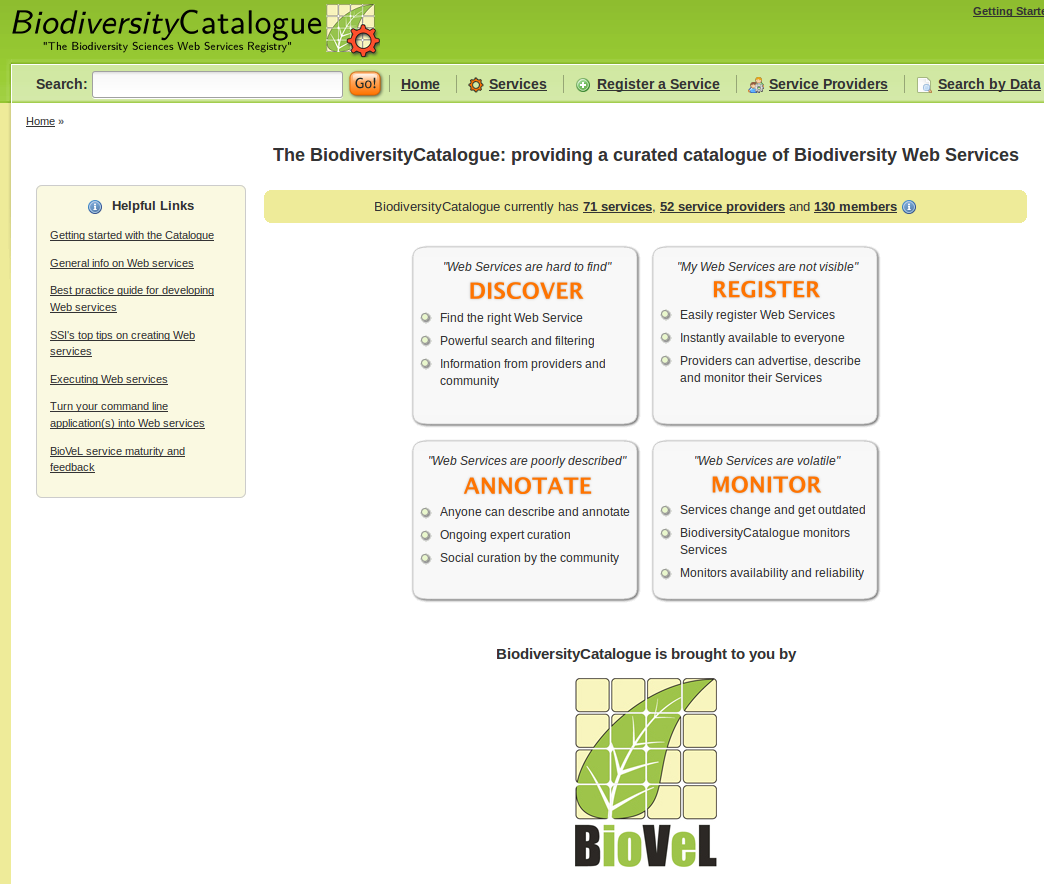 BiodiversityCatalogue
"The Biodiversity Sciences Web Services Registry"
Getting Starte
Search: Go! Home Services Register a Service Service Providers Search by Data
Home »
The BiodiversityCatalogue: providing a curated catalogue of Biodiversity Web Services
Helpful Links
Getting started with the Catalogue
General info on Web services
Best practice guide for developing
Web services
SSI's top tips on creating Web
services
Executing Web services
Turn your command line
application(s) into Web services
BioVeL service maturity and
feedback
BiodiversityCatalogue currently has 71 services, 52 service providers and 130 members
"Web Services are hard to find"
DISCOVER
Find the right Web Service
Powerful search and filtering
Information from providers and
community
"My Web Services are not visible"
REGISTER
Easily register Web Services
Instantly available to everyone
Providers can advertise, describe
and monitor their Services
"Web Services are poorly described"
ANNOTATE
Anyone can describe and annotate
Ongoing expert curation
Social curation by the community
"Web Services are volatile"
MONITOR
Services change and get outdated
BiodiversityCatalogue monitors
Services
Monitors availability and reliability
BiodiversityCatalogue is brought to you by
BioVeL